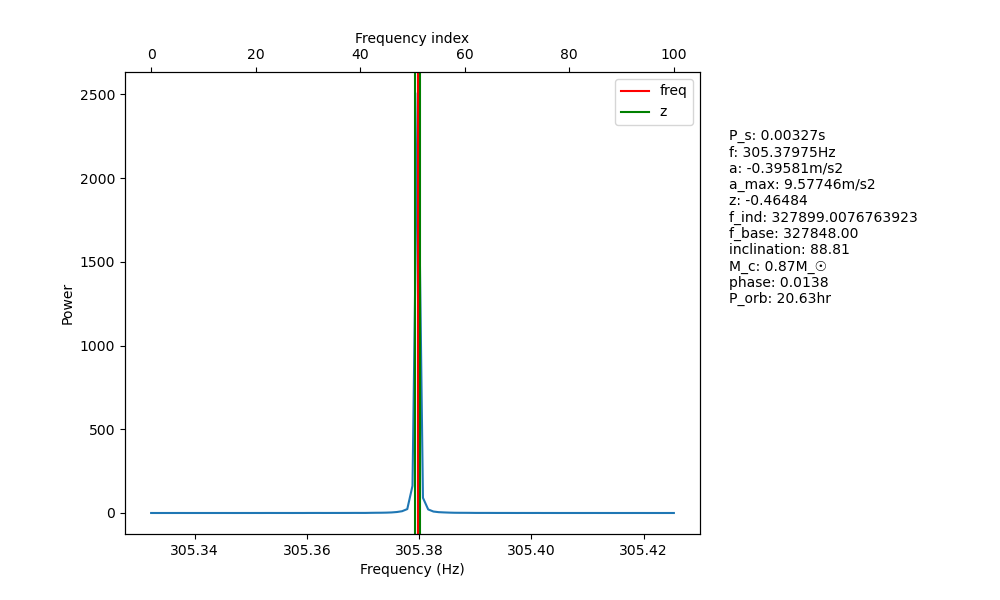 Frequency index
0 20 40 60 80 100
2500
2000
1500
1000
500
0
Power
305.34 305.36 305.38 305.40 305.42
Frequency (Hz)
freq
z
P_s: 0.00327s
f: 305.37975Hz
a: -0.39581m/s2
a_max: 9.57746m/s2
z: -0.46484
f_ind: 327899.0076763923
f_base: 327848.00
inclination: 88.81
M_c: 0.87M_☉
phase: 0.0138
P_orb: 20.63hr